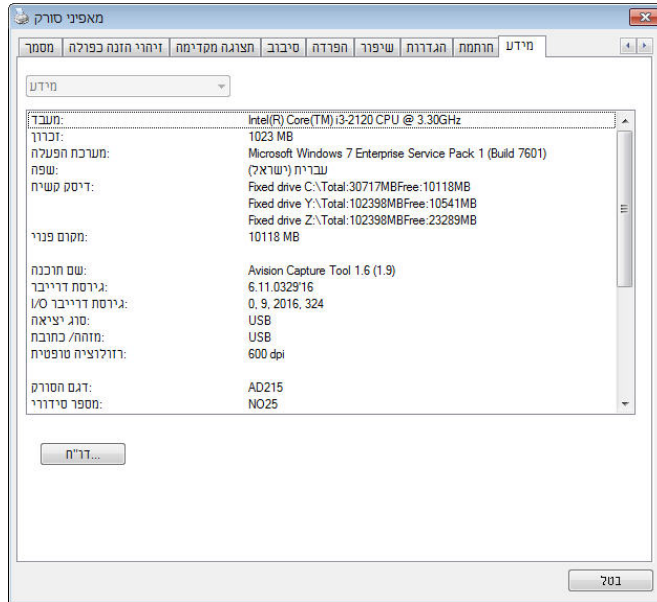 מאפיני סורק
מידע חותמת הגדרות שיפור הפרדה סיבוב תצוגה מקדימה זיהוי הזנה כפולה מסמך
מידע
מעבד: Intel(R) Core(TM) i3-2120 CPU @ 3.30GHz
זכרון: 1023 MB
מערכת הפעלה: Microsoft Windows 7 Enterprise Service Pack 1 (Build 7601)
שפה: עברית (ישראל)
דיסק קשיח: Fixed drive C:\Total:30717MBFree:10118MB
Fixed drive Y:\Total:102398MBFree:10541MB
Fixed drive Z:\Total:102398MBFree:23289MB
מקום פנוי: 10118 MB
שם תוכנה: Avision Capture Tool 1.6 (1.9)
גירסת דרייבר: 6.11.0329'16
גירסת דרייבר I/O: 0, 9, 2016, 324
סוג יציאה: USB
מזהה/ כתובת: USB
רזולוציה טופטית: 600 dpi
דגם הסורק: AD215
מספר סידורי: NO25
דר"ח...
בטל